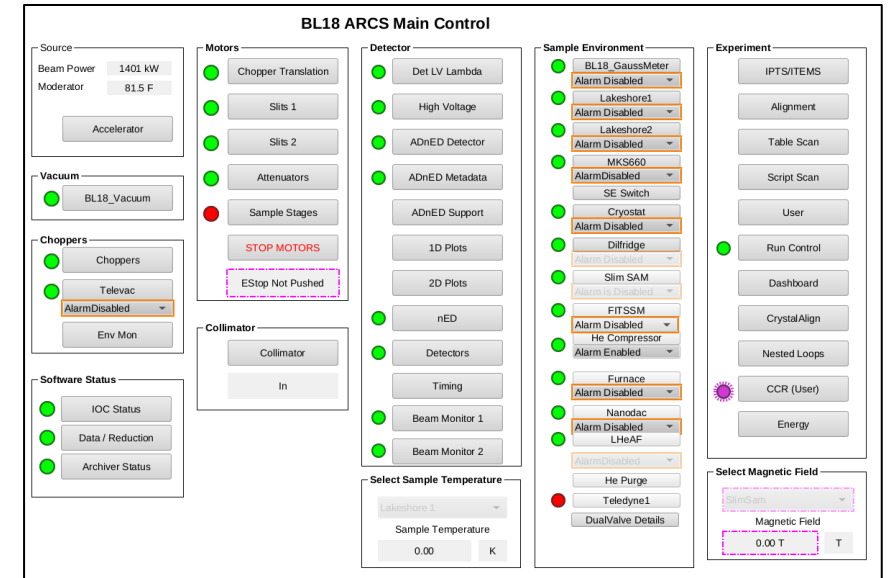 BL18 ARCS Main Control
Source
Beam Power 1401 kW
Moderator 81.5 F
Accelerator
Vacuum
BL18_Vacuum
Choppers
Choppers
Televac
AlarmDisabled
Env Mon
Software Status
IOC Status
Data / Reduction
Archiver Status
Motors
Chopper Translation
Slits 1
Slits 2
Attenuators
Sample Stages
STOP MOTORS
EStop Not Pushed
Collimator
Collimator
In
Detector
Det LV Lambda
High Voltage
ADnED Detector
ADnED Metadata
ADnED Support
1D Plots
2D Plots
nED
Detectors
Timing
Beam Monitor 1
Beam Monitor 2
Select Sample Temperature
Lakeshore 1
Sample Temperature
0.00 K
Sample Environment
BL18_GaussMeter
Alarm Disabled
Lakeshore1
Alarm Disabled
Lakeshore2
Alarm Disabled
MKS660
AlarmDisabled
SE Switch
Cryostat
Alarm Disabled
Dilfridge
Alarm Disabled
Slim SAM
Alarm is Disabled
FITSSM
Alarm Disabled
He Compressor
Alarm Enabled
Furnace
Alarm Disabled
Nanodac
Alarm Disabled
LHeAF
AlarmDisabled
He Purge
Teledyne1
DualValve Details
Experiment
IPTS/ITEMS
Alignment
Table Scan
Script Scan
User
Run Control
Dashboard
CrystalAlign
Nested Loops
CCR (User)
Energy
Select Magnetic Field
SlimSam
Magnetic Field
0.00 T T